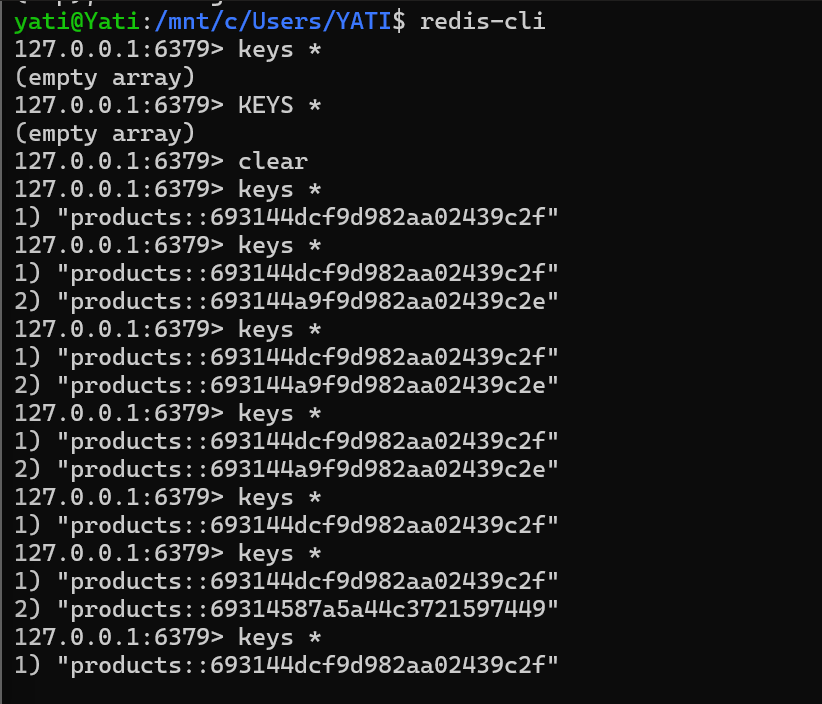 yati@Yati:/mnt/c/Users/YATI$ redis-cli
127.0.0.1:6379> keys *
(empty array)
127.0.0.1:6379> KEYS *
(empty array)
127.0.0.1:6379> clear
127.0.0.1:6379> keys *
1) "products::693144dcf9d982aa02439c2f"
127.0.0.1:6379> keys *
1) "products::693144dcf9d982aa02439c2f"
2) "products::693144a9f9d982aa02439c2e"
127.0.0.1:6379> keys *
1) "products::693144dcf9d982aa02439c2f"
2) "products::693144a9f9d982aa02439c2e"
127.0.0.1:6379> keys *
1) "products::693144dcf9d982aa02439c2f"
2) "products::693144a9f9d982aa02439c2e"
127.0.0.1:6379> keys *
1) "products::693144dcf9d982aa02439c2f"
127.0.0.1:6379> keys *
1) "products::693144dcf9d982aa02439c2f"
2) "products::69314587a5a44c3721597449"
127.0.0.1:6379> keys *
1) "products::693144dcf9d982aa02439c2f"